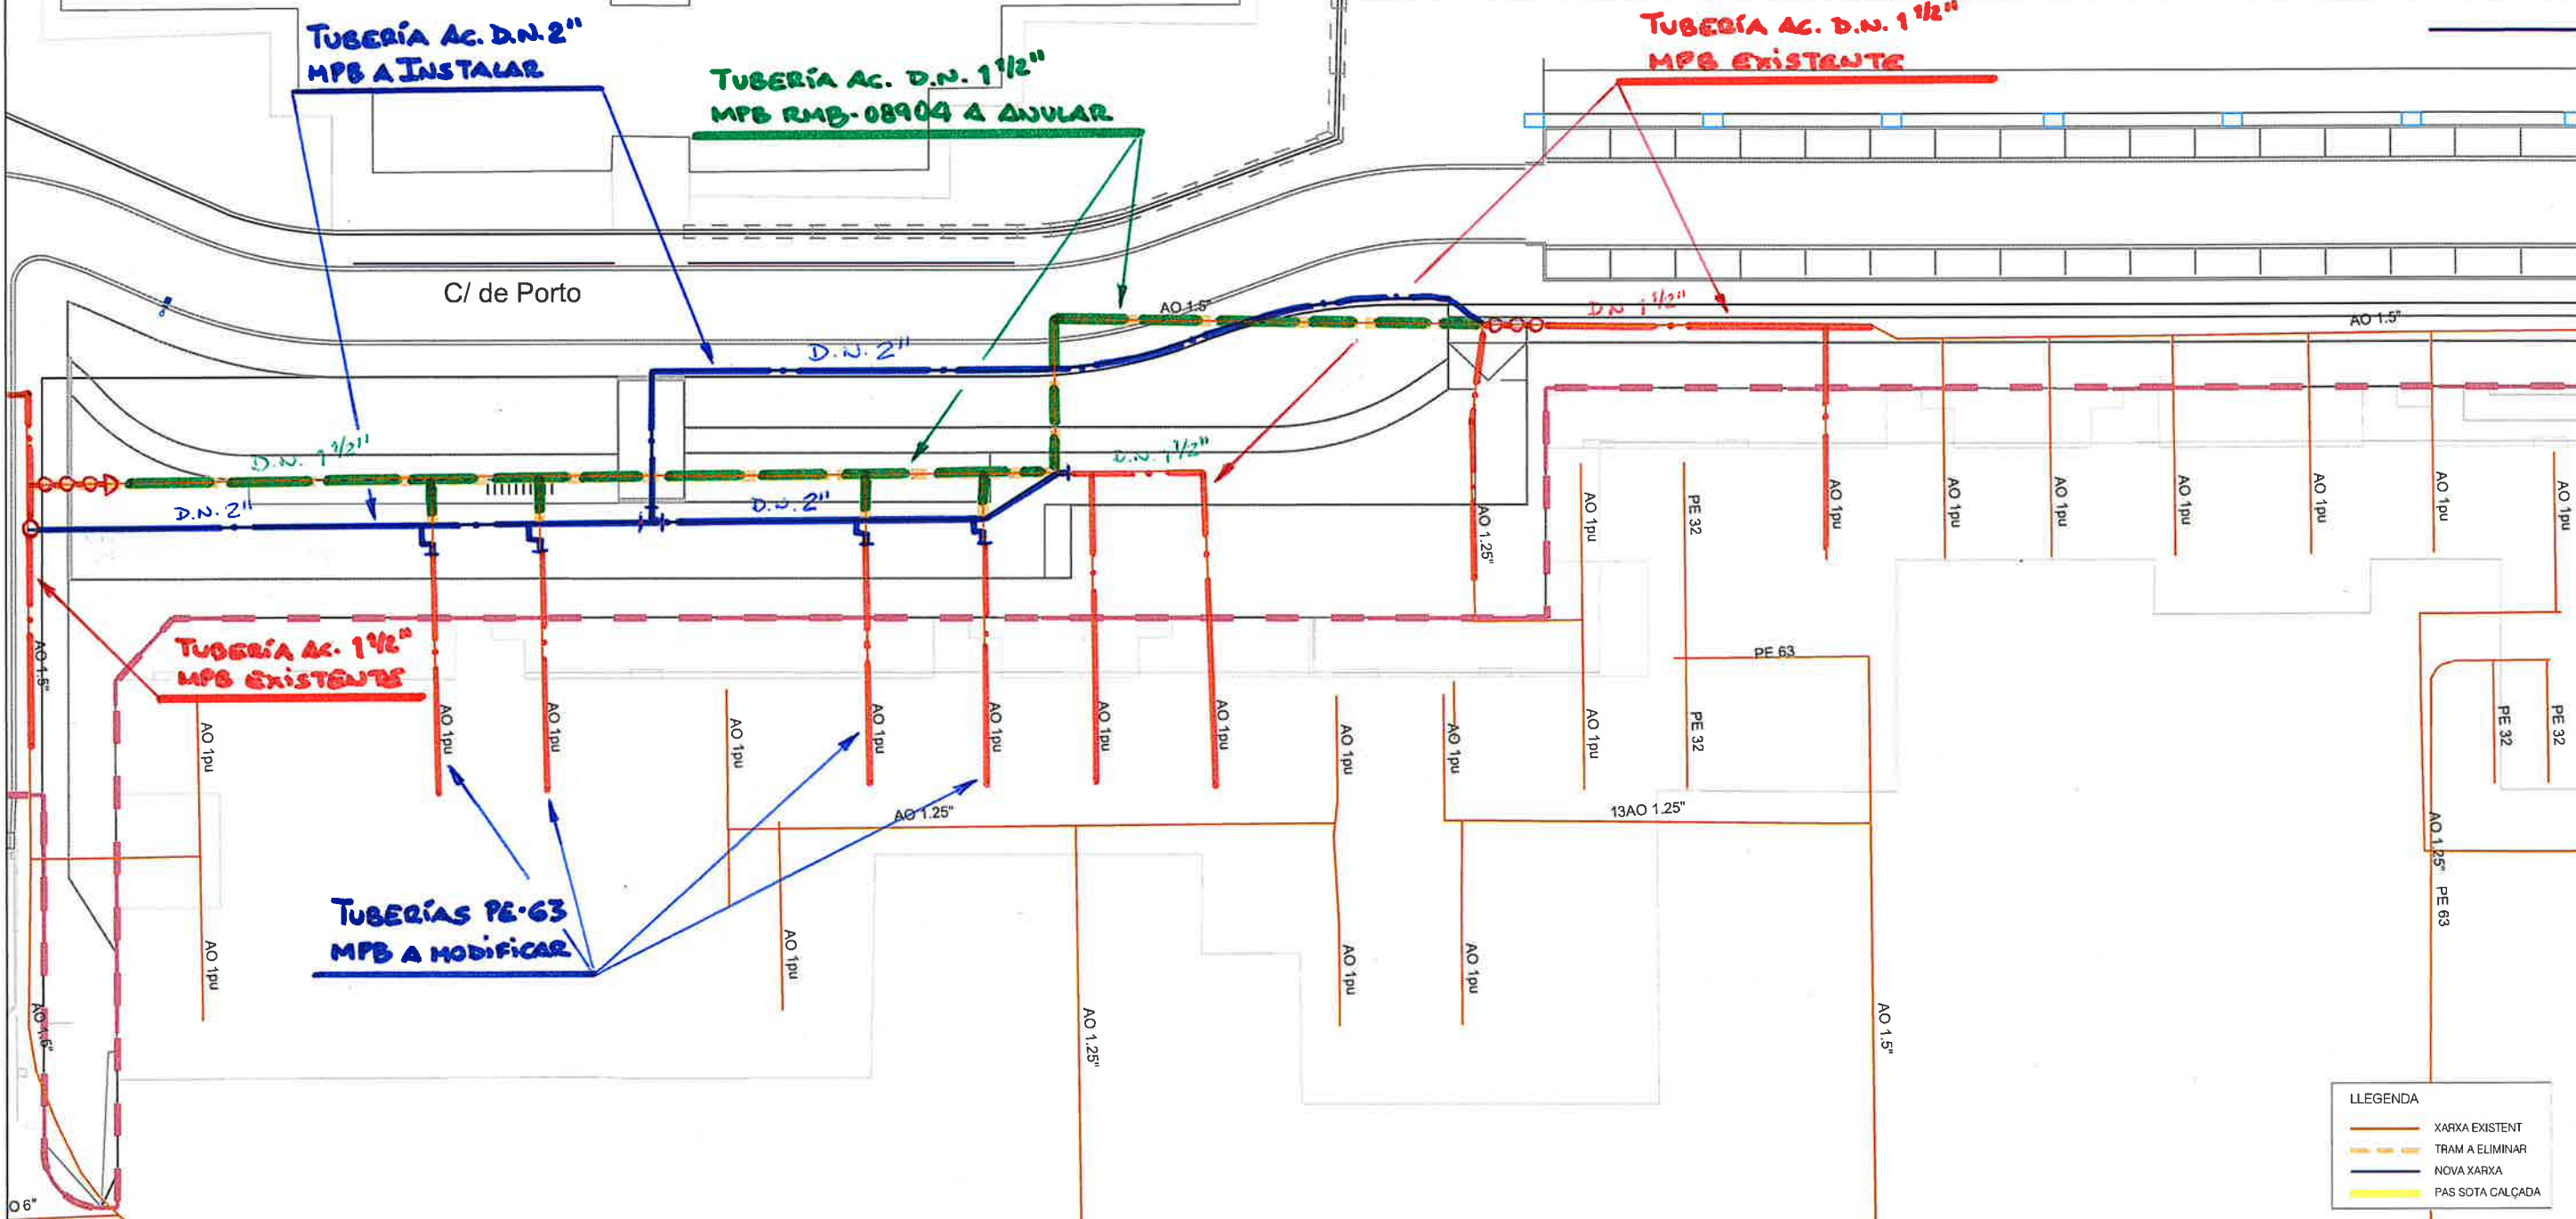 TUBERÍA AC. D.N. 2"
MPB A INSTALAR
TUBERÍA AC. D.N. 1 1/2"
MPB RMB-08904 A ANULAR
TUBERÍA AC. D.N. 1 1/2"
MPB EXISTENTE
C/ de Porto
AO 1.5"
DN 1 1/2"
AO 1.5"
D.N. 2"
D.N. 1 1/2"
D.N. 1 1/2"
D.N. 2"
D.N. 2"
AO 1.25"
AO 1pu
PE 32
AO 1pu
AO 1pu
AO 1pu
AO 1pu
AO 1pu
AO 1pu
AO 1pu
TUBERÍA AC. 1 1/2"
MPB EXISTENTE
AO 1.5"
PE 63
AO 1pu
AO 1pu
AO 1pu
AO 1pu
AO 1pu
AO 1pu
AO 1pu
AO 1pu
AO 1pu
AO 1pu
AO 1pu
PE 32
PE 32
PE 32
AO 1.25"
13AO 1.25"
AO 1.25"
PE 63
TUBERÍAS PE-63
MPB A MODIFICAR
AO 1pu
AO 1pu
AO 1pu
AO 1pu
AO 1.25"
AO 1.5"
O 6"
LLEGENDA
XARXA EXISTENT
TRAM A ELIMINAR
NOVA XARXA
PAS SOTA CALÇADA